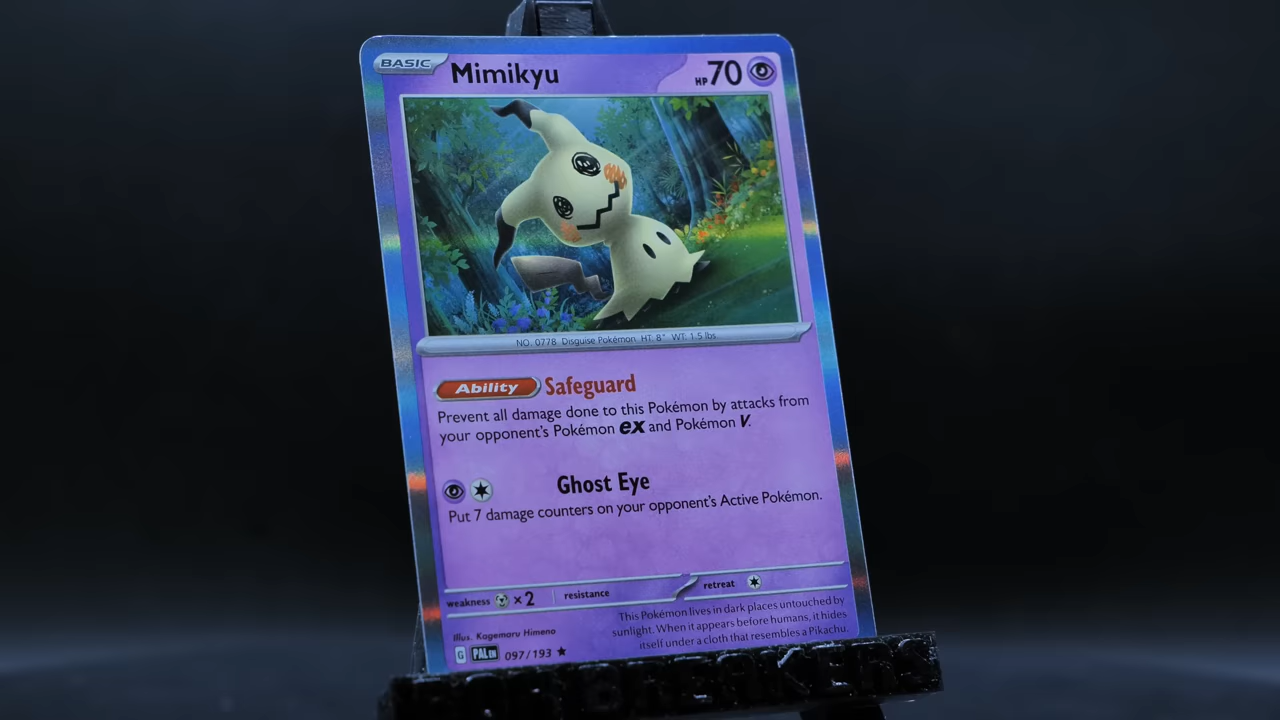 BASIC Mimikyu HP 70
NO. 0778 Disguise Pokémon HT: 8" WT: 1.5 lbs
Ability Safeguard
Prevent all damage done to this Pokémon by attacks from
your opponent's Pokémon ex and Pokémon V.
Ghost Eye
Put 7 damage counters on your opponent's Active Pokémon.
weakness ×2 resistance retreat
Illus. Kagemaru Himeno
G PAL EN 097/193
This Pokémon lives in dark places untouched by
sunlight. When it appears before humans, it hides
itself under a cloth that resembles a Pikachu.
BREAKERS